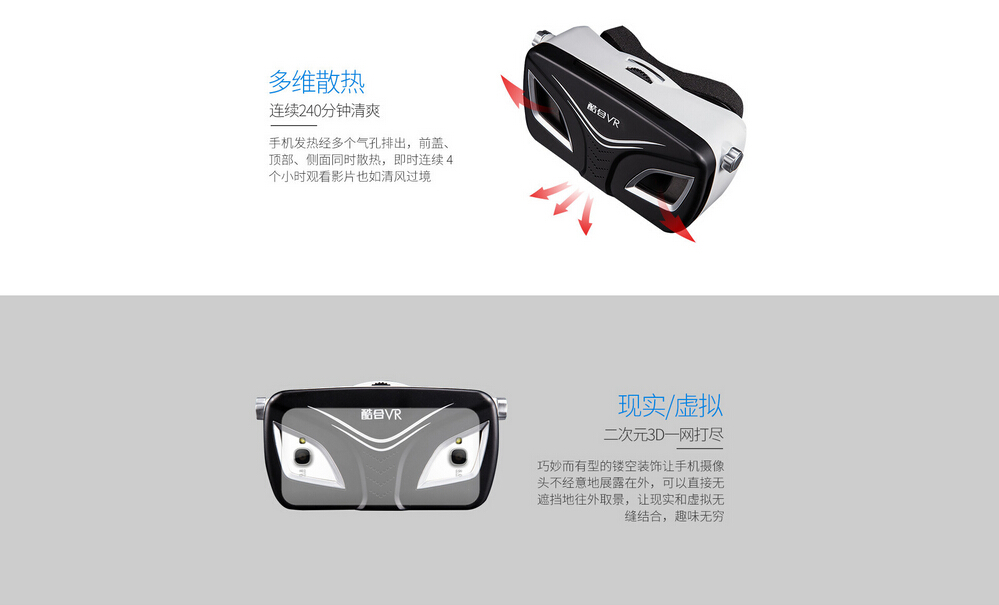 多维散热
连续240分钟清爽
手机发热经多个气孔排出，前盖、
顶部、侧面同时散热，即时连续 4
个小时观看影片也如清风过境
酷目VR
酷目VR
现实/虚拟
二次元3D一网打尽
巧妙而有型的镂空装饰让手机摄像
头不经意地展露在外，可以直接无
遮挡地往外取景，让现实和虚拟无
缝结合，趣味无穷